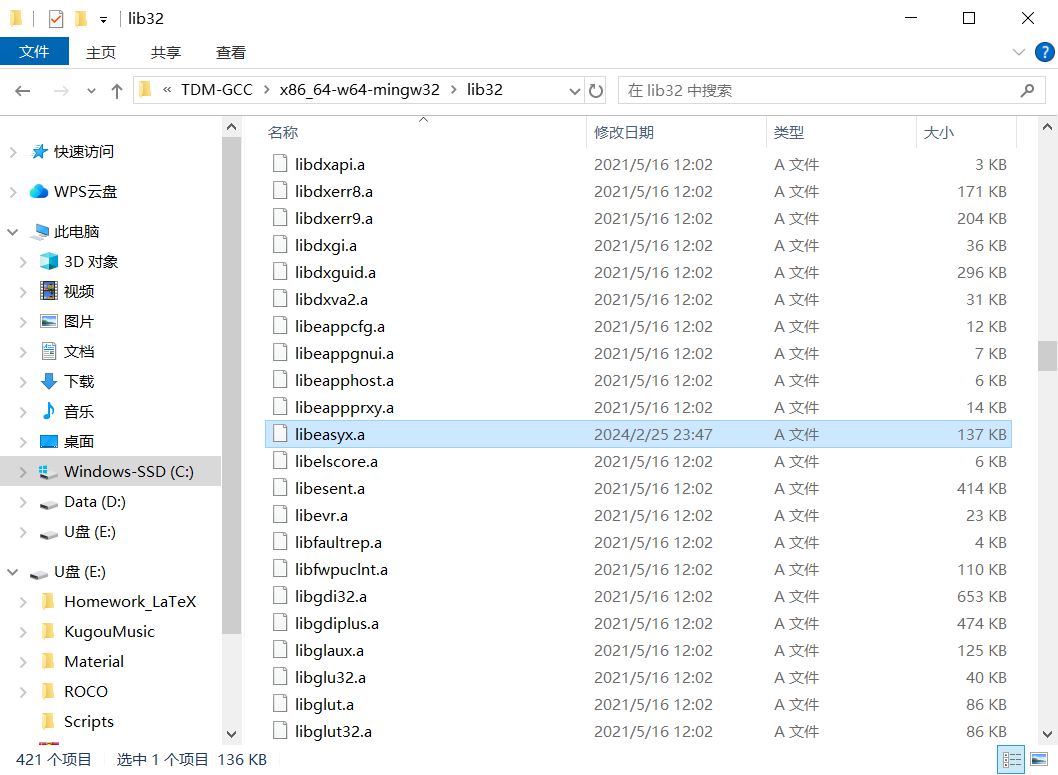 lib32
文件 主页 共享 查看
« TDM-GCC x86_64-w64-mingw32 lib32 在 lib32 中搜索
快速访问
WPS云盘
此电脑
3D 对象
视频
图片
文档
下载
音乐
桌面
Windows-SSD (C:)
Data (D:)
U盘 (E:)
U盘 (E:)
Homework_LaTeX
KugouMusic
Material
ROCO
Scripts
名称 修改日期 类型 大小
libdxapi.a 2021/5/16 12:02 A 文件 3 KB
libdxerr8.a 2021/5/16 12:02 A 文件 171 KB
libdxerr9.a 2021/5/16 12:02 A 文件 204 KB
libdxgi.a 2021/5/16 12:02 A 文件 36 KB
libdxguid.a 2021/5/16 12:02 A 文件 296 KB
libdxva2.a 2021/5/16 12:02 A 文件 31 KB
libeappcfg.a 2021/5/16 12:02 A 文件 12 KB
libeappgnui.a 2021/5/16 12:02 A 文件 7 KB
libeapphost.a 2021/5/16 12:02 A 文件 6 KB
libeappprxy.a 2021/5/16 12:02 A 文件 14 KB
libeasyx.a 2024/2/25 23:47 A 文件 137 KB
libelscore.a 2021/5/16 12:02 A 文件 6 KB
libesent.a 2021/5/16 12:02 A 文件 414 KB
libevr.a 2021/5/16 12:02 A 文件 23 KB
libfaultrep.a 2021/5/16 12:02 A 文件 4 KB
libfwpuclnt.a 2021/5/16 12:02 A 文件 110 KB
libgdi32.a 2021/5/16 12:02 A 文件 653 KB
libgdiplus.a 2021/5/16 12:02 A 文件 474 KB
libglaux.a 2021/5/16 12:02 A 文件 125 KB
libglu32.a 2021/5/16 12:02 A 文件 40 KB
libglut.a 2021/5/16 12:02 A 文件 86 KB
libglut32.a 2021/5/16 12:02 A 文件 86 KB
421 个项目 选中 1 个项目 136 KB